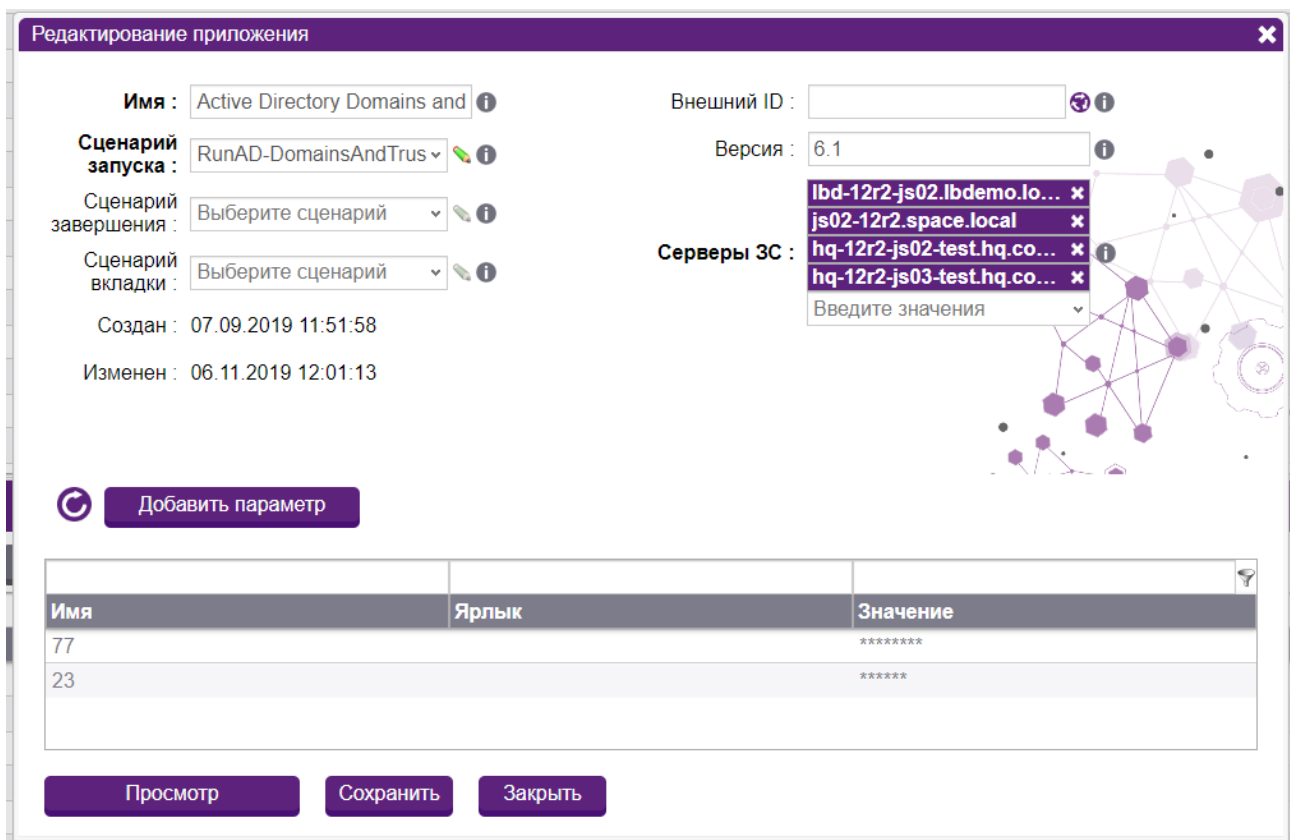 Редактирование приложения
Имя : Active Directory Domains and
Внешний ID :
Сценарий запуска : RunAD-DomainsAndTrus
Версия : 6.1
Сценарий завершения : Выберите сценарий
Серверы ЗС :
lbd-12r2-js02.lbdemo.lo...
js02-12r2.space.local
hq-12r2-js02-test.hq.co...
hq-12r2-js03-test.hq.co...
Введите значения
Сценарий вкладки : Выберите сценарий
Создан : 07.09.2019 11:51:58
Изменен : 06.11.2019 12:01:13
Добавить параметр
Имя Ярлык Значение
77 ********
23 ******
Просмотр Сохранить Закрыть